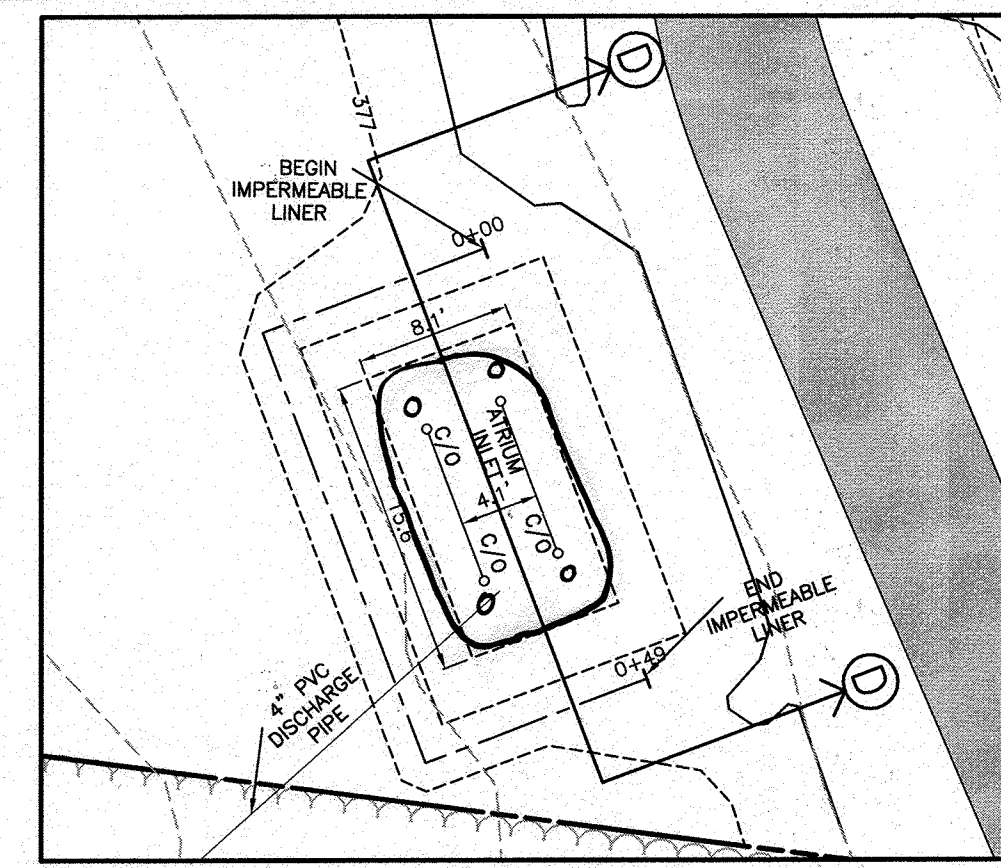 D
377
BEGIN
IMPERMEABLE
LINER
0+00
8.1'
C/O
ATRIUM
INLET
4.1'
15.6'
C/O
C/O
END
IMPERMEABLE
LINER
0+49
D
4" PVC
DISCHARGE
PIPE